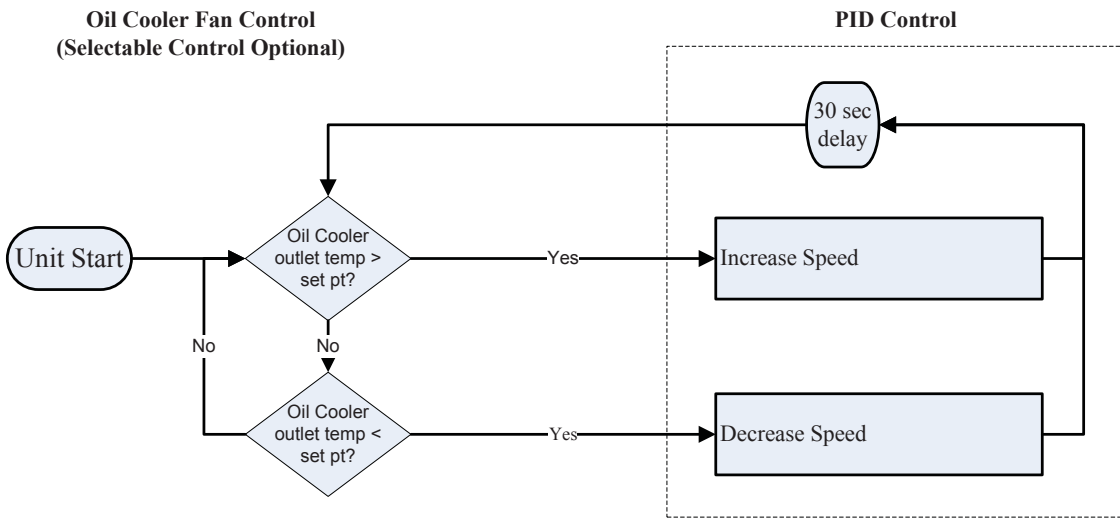 Oil Cooler Fan Control
(Selectable Control Optional)
PID Control
30 sec
delay
Unit Start
Oil Cooler
outlet temp >
set pt?
Yes
Increase Speed
No
No
Oil Cooler
outlet temp <
set pt?
Yes
Decrease Speed